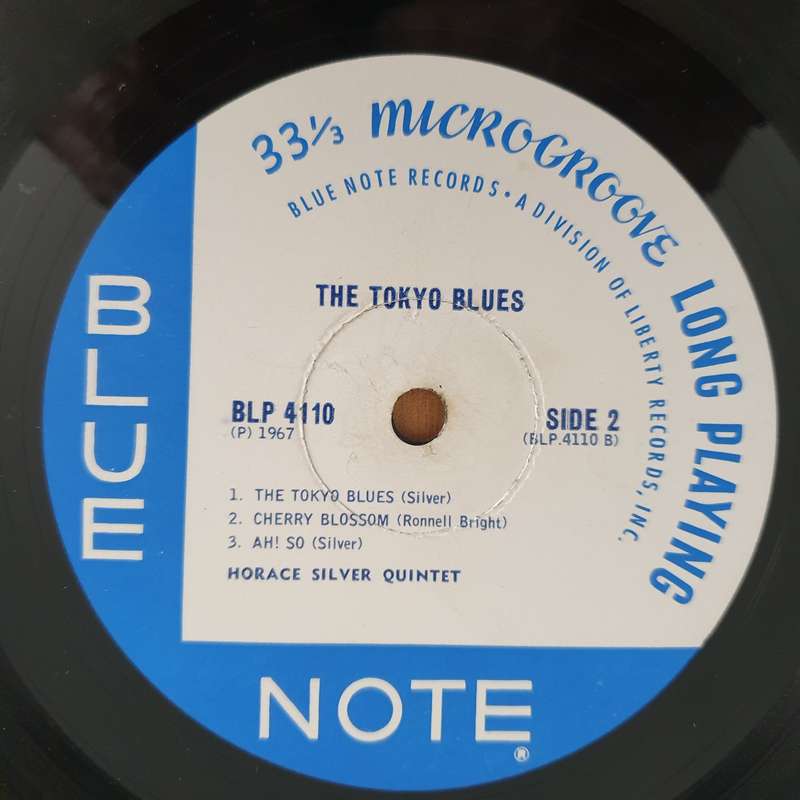 33⅓ MICROGROOVE LONG PLAYING
BLUE NOTE RECORDS • A DIVISION OF LIBERTY RECORDS, INC.
THE TOKYO BLUES
BLP 4110
(P) 1967
SIDE 2
(BLP.4110 B)
1. THE TOKYO BLUES (Silver)
2. CHERRY BLOSSOM (Ronnell Bright)
3. AH! SO (Silver)
HORACE SILVER QUINTET
BLUE
NOTE®